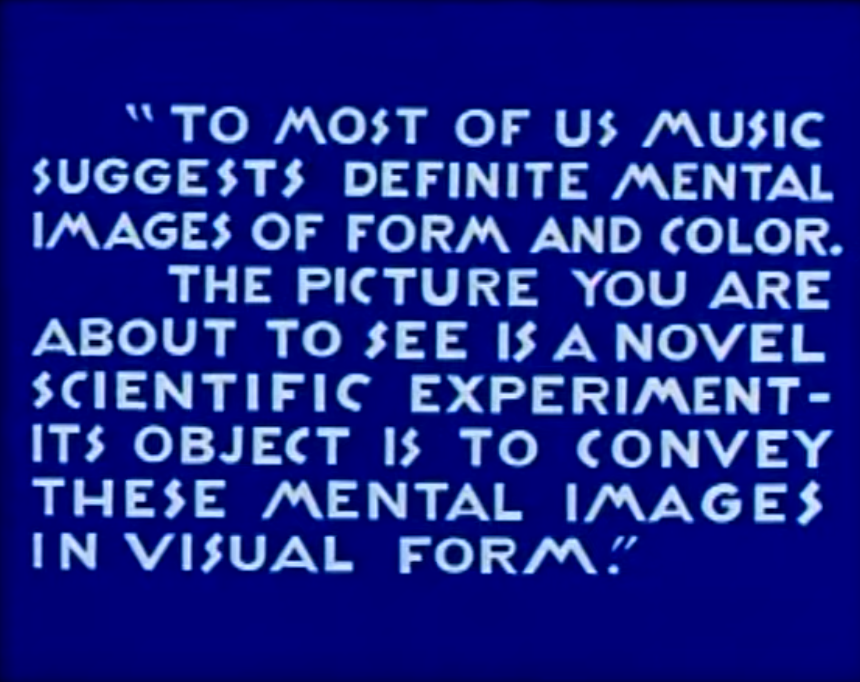 “TO MOST OF US MUSIC
SUGGESTS DEFINITE MENTAL
IMAGES OF FORM AND COLOR.
THE PICTURE YOU ARE
ABOUT TO SEE IS A NOVEL
SCIENTIFIC EXPERIMENT-
ITS OBJECT IS TO CONVEY
THESE MENTAL IMAGES
IN VISUAL FORM.”